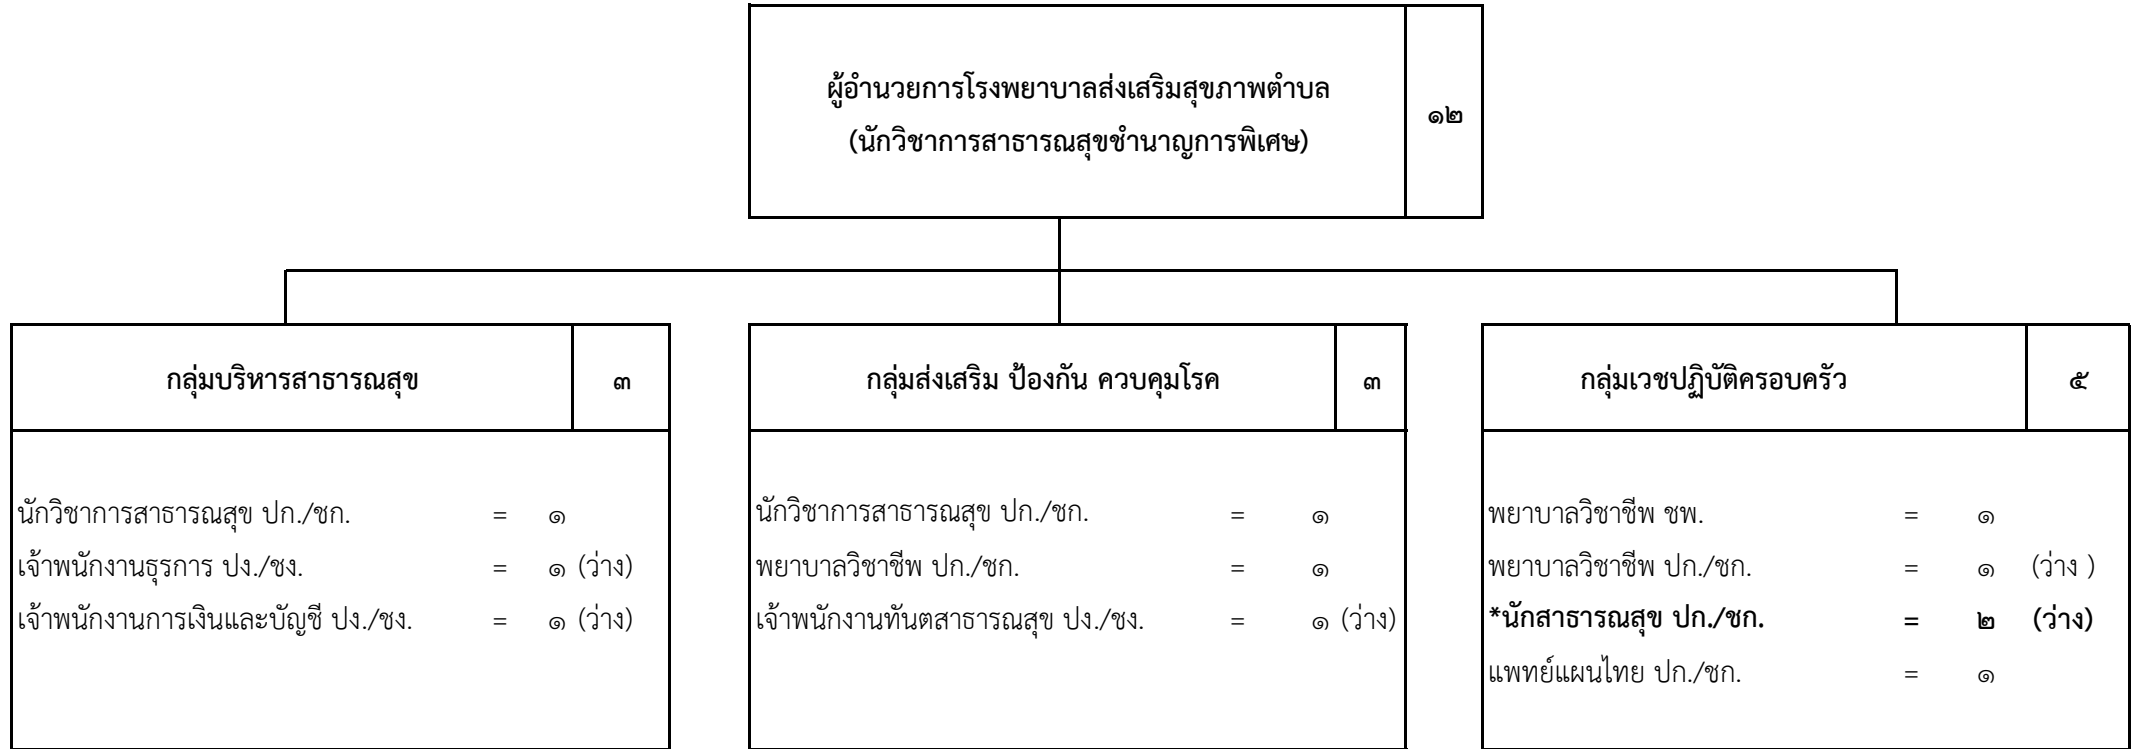 ผู้อำนวยการโรงพยาบาลส่งเสริมสุขภาพตำบล
(นักวิชาการสาธารณสุขชำนาญการพิเศษ)
๑๒
กลุ่มบริหารสาธารณสุข ๓
นักวิชาการสาธารณสุข ปก./ชก. = ๑
เจ้าพนักงานธุรการ ปง./ชง. = ๑ (ว่าง)
เจ้าพนักงานการเงินและบัญชี ปง./ชง. = ๑ (ว่าง)
กลุ่มส่งเสริม ป้องกัน ควบคุมโรค ๓
นักวิชาการสาธารณสุข ปก./ชก. = ๑
พยาบาลวิชาชีพ ปก./ชก. = ๑
เจ้าพนักงานทันตสาธารณสุข ปง./ชง. = ๑ (ว่าง)
กลุ่มเวชปฏิบัติครอบครัว ๕
พยาบาลวิชาชีพ ชพ. = ๑
พยาบาลวิชาชีพ ปก./ชก. = ๑ (ว่าง )
*นักสาธารณสุข ปก./ชก. = ๒ (ว่าง)
แพทย์แผนไทย ปก./ชก. = ๑